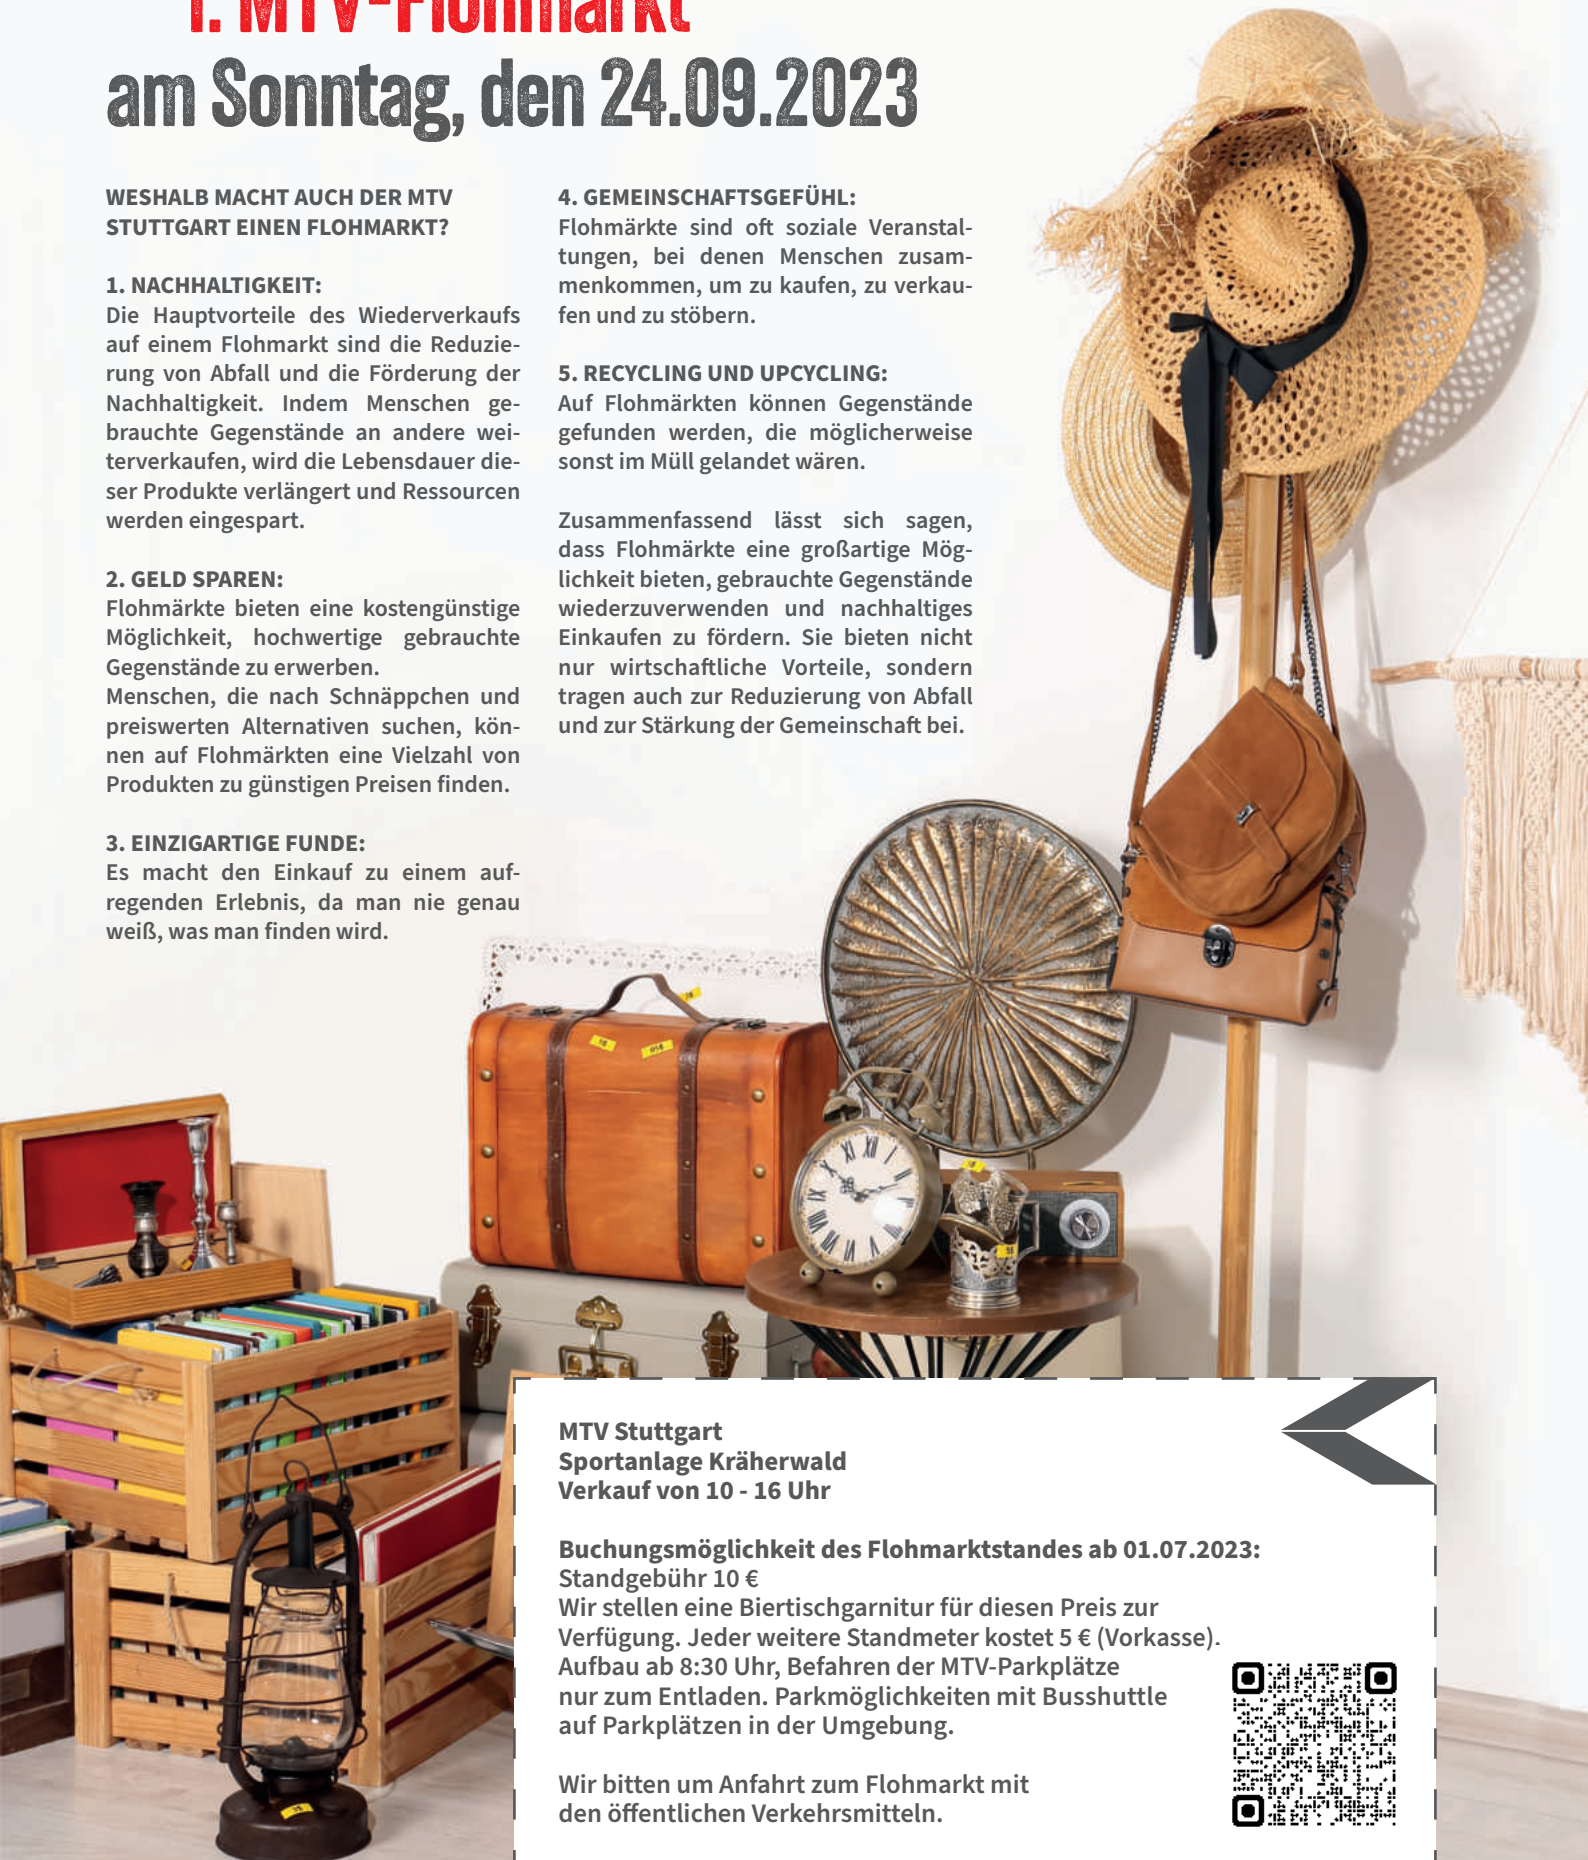 1. MTV-Flohmarkt
am Sonntag, den 24.09.2023
WESHALB MACHT AUCH DER MTV
STUTTGART EINEN FLOHMARKT?
1. NACHHALTIGKEIT:
Die Hauptvorteile des Wiederverkaufs
auf einem Flohmarkt sind die Reduzie-
rung von Abfall und die Förderung der
Nachhaltigkeit. Indem Menschen ge-
brauchte Gegenstände an andere wei-
terverkaufen, wird die Lebensdauer die-
ser Produkte verlängert und Ressourcen
werden eingespart.
2. GELD SPAREN:
Flohmärkte bieten eine kostengünstige
Möglichkeit, hochwertige gebrauchte
Gegenstände zu erwerben.
Menschen, die nach Schnäppchen und
preiswerten Alternativen suchen, kön-
nen auf Flohmärkten eine Vielzahl von
Produkten zu günstigen Preisen finden.
3. EINZIGARTIGE FUNDE:
Es macht den Einkauf zu einem auf-
regenden Erlebnis, da man nie genau
weiß, was man finden wird.
4. GEMEINSCHAFTSGEFÜHL:
Flohmärkte sind oft soziale Veranstal-
tungen, bei denen Menschen zusam-
menkommen, um zu kaufen, zu verkau-
fen und zu stöbern.
5. RECYCLING UND UPCYCLING:
Auf Flohmärkten können Gegenstände
gefunden werden, die möglicherweise
sonst im Müll gelandet wären.
Zusammenfassend lässt sich sagen,
dass Flohmärkte eine großartige Mög-
lichkeit bieten, gebrauchte Gegenstände
wiederzuverwenden und nachhaltiges
Einkaufen zu fördern. Sie bieten nicht
nur wirtschaftliche Vorteile, sondern
tragen auch zur Reduzierung von Abfall
und zur Stärkung der Gemeinschaft bei.
MTV Stuttgart
Sportanlage Kräherwald
Verkauf von 10 - 16 Uhr
Buchungsmöglichkeit des Flohmarktstandes ab 01.07.2023:
Standgebühr 10 €
Wir stellen eine Biertischgarnitur für diesen Preis zur
Verfügung. Jeder weitere Standmeter kostet 5 € (Vorkasse).
Aufbau ab 8:30 Uhr, Befahren der MTV-Parkplätze
nur zum Entladen. Parkmöglichkeiten mit Busshuttle
auf Parkplätzen in der Umgebung.
Wir bitten um Anfahrt zum Flohmarkt mit
den öffentlichen Verkehrsmitteln.